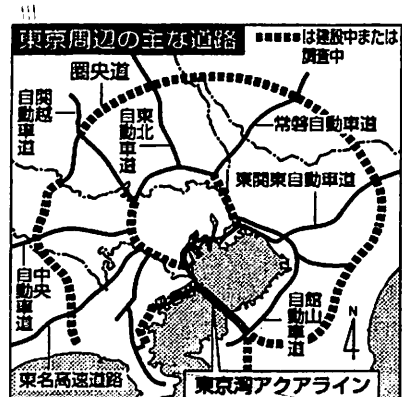 東京周辺の主な道路
は建設中または
調査中
圏央道
関越
自動車道
東北
自動車道
常磐自動車道
東関東自動車道
中央
自動車道
館山
自動車道
N
東名高速道路
東京湾アクアライン